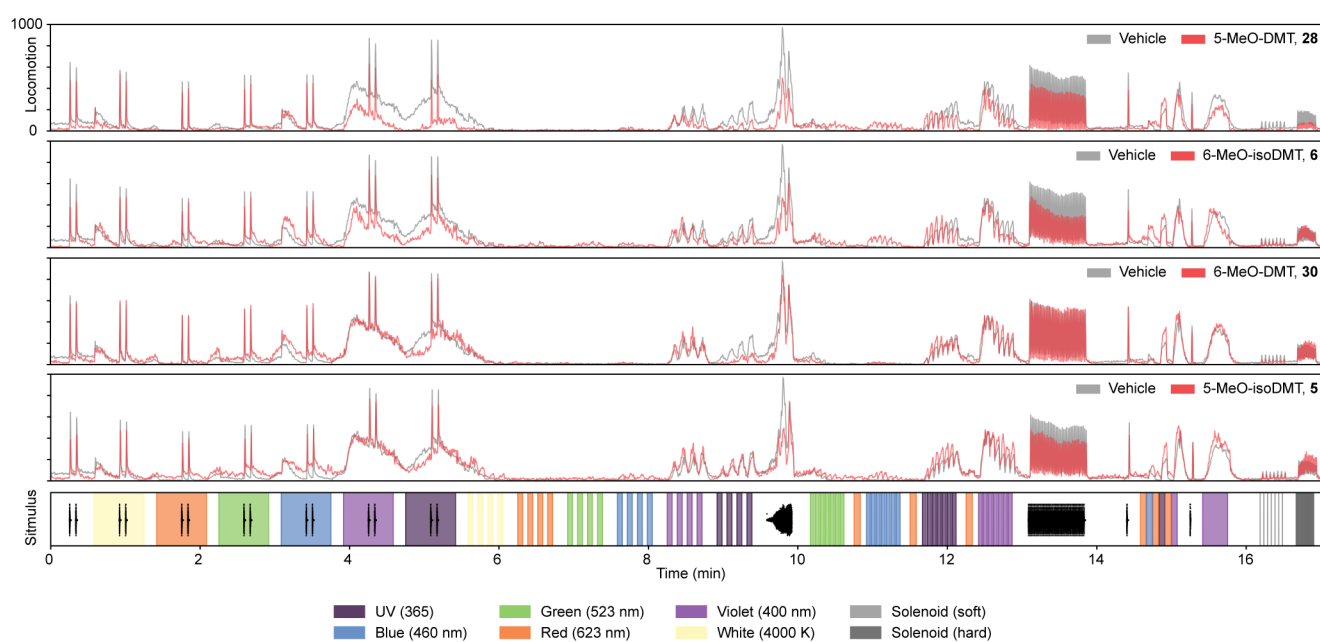 1000
Locomotion
0
Vehicle 5-MeO-DMT, 28
Vehicle 6-MeO-isoDMT, 6
Vehicle 6-MeO-DMT, 30
Vehicle 5-MeO-isoDMT, 5
Sitmulus
0 2 4 6 8 10 12 14 16
Time (min)
UV (365) Green (523 nm) Violet (400 nm) Solenoid (soft)
Blue (460 nm) Red (623 nm) White (4000 K) Solenoid (hard)